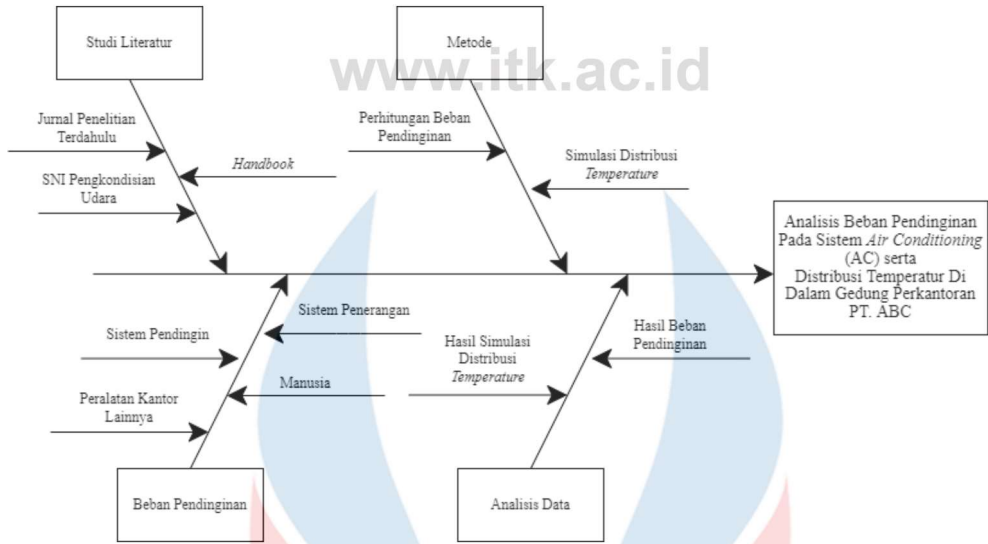 Studi Literatur
Metode
www.itk.ac.id
Jurnal Penelitian
Terdahulu
Handbook
SNI Pengkondisian
Udara
Perhitungan Beban
Pendinginan
Simulasi Distribusi
Temperature
Analisis Beban Pendinginan
Pada Sistem Air Conditioning
(AC) serta
Distribusi Temperatur Di
Dalam Gedung Perkantoran
PT. ABC
Sistem Penerangan
Sistem Pendingin
Manusia
Peralatan Kantor
Lainnya
Hasil Simulasi
Distribusi
Temperature
Hasil Beban
Pendinginan
Beban Pendinginan
Analisis Data